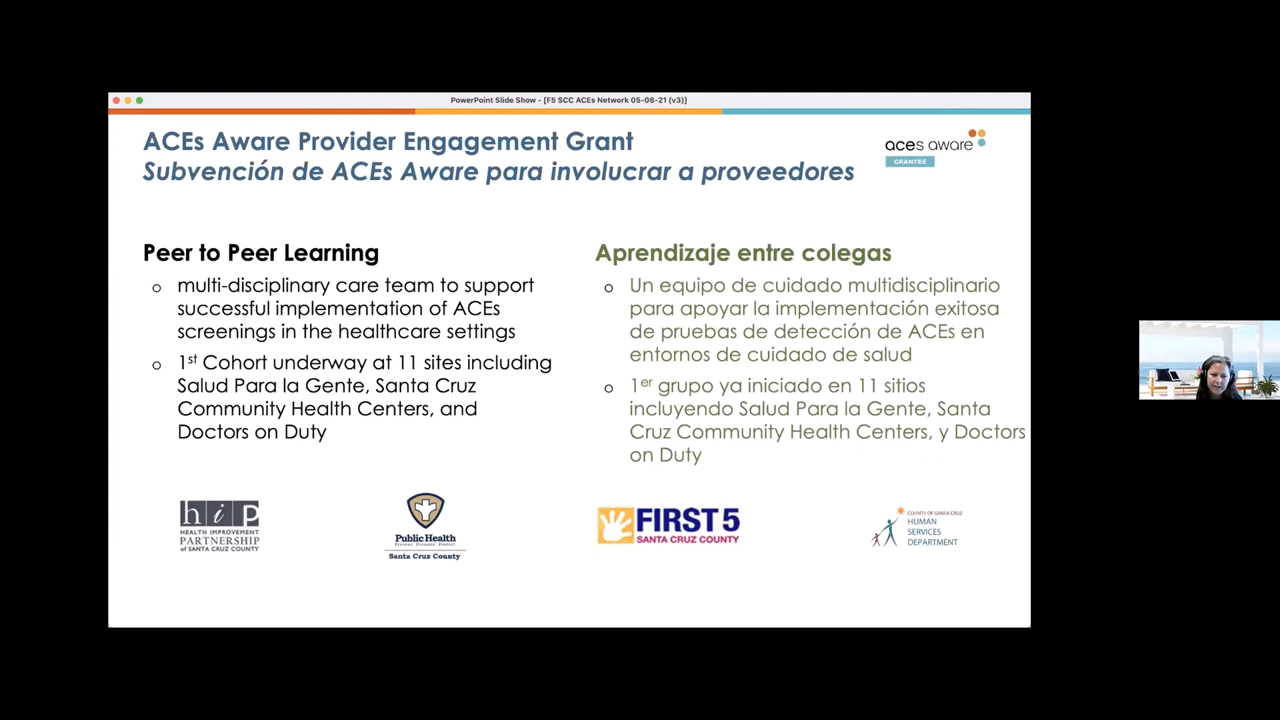 PowerPoint Slide Show - [F5 SCC ACEs Network 05-06-21 (v3)]
ACEs Aware Provider Engagement Grant
Subvención de ACEs Aware para involucrar a proveedores
aces aware
GRANTEE
Peer to Peer Learning
o multi-disciplinary care team to support
successful implementation of ACEs
screenings in the healthcare settings
o 1st Cohort underway at 11 sites including
Salud Para la Gente, Santa Cruz
Community Health Centers, and
Doctors on Duty
Aprendizaje entre colegas
o Un equipo de cuidado multidisciplinario
para apoyar la implementación exitosa
de pruebas de detección de ACEs en
entornos de cuidado de salud
o 1er grupo ya iniciado en 11 sitios
incluyendo Salud Para la Gente, Santa
Cruz Community Health Centers, y Doctors
on Duty
hip
HEALTH IMPROVEMENT
PARTNERSHIP
of SANTA CRUZ COUNTY
Public Health
Prevent. Promote. Protect.
Santa Cruz County
FIRST 5
SANTA CRUZ COUNTY
COUNTY OF SANTA CRUZ
HUMAN
SERVICES
DEPARTMENT